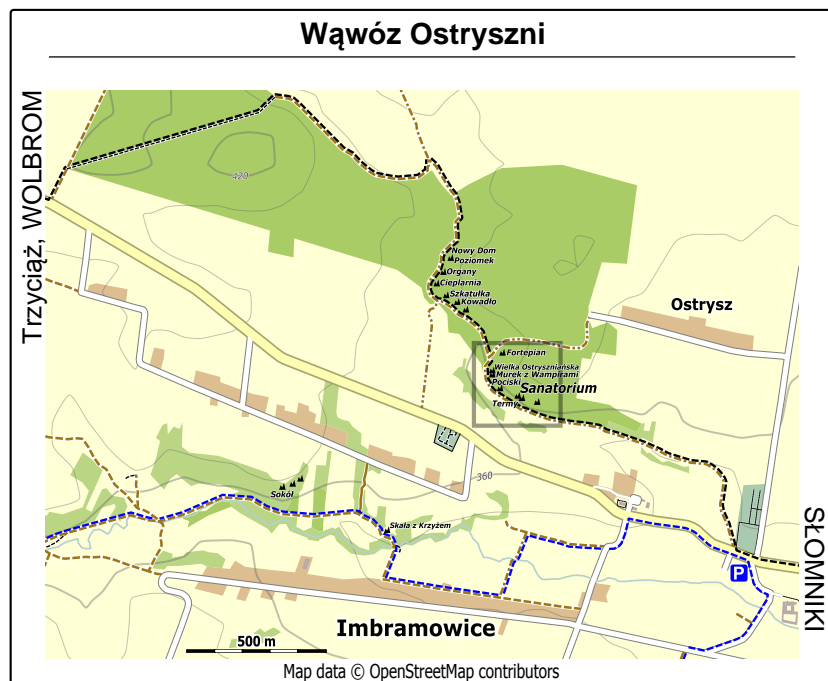 Wąwóz Ostryszni
Trzyciąż, WOLBROM
420
Nowy Dom
Poziomek
Organy
Cieplarnia
Szkatułka
Kowadło
Ostrysz
Fortepian
Wielka Ostryszniańska
Murek z Wampirami
Pociski
Sanatorium
Termy
360
Sokół
Skała z Krzyżem
SŁOMNIKI
P
Imbramowice
500 m
Map data © OpenStreetMap contributors